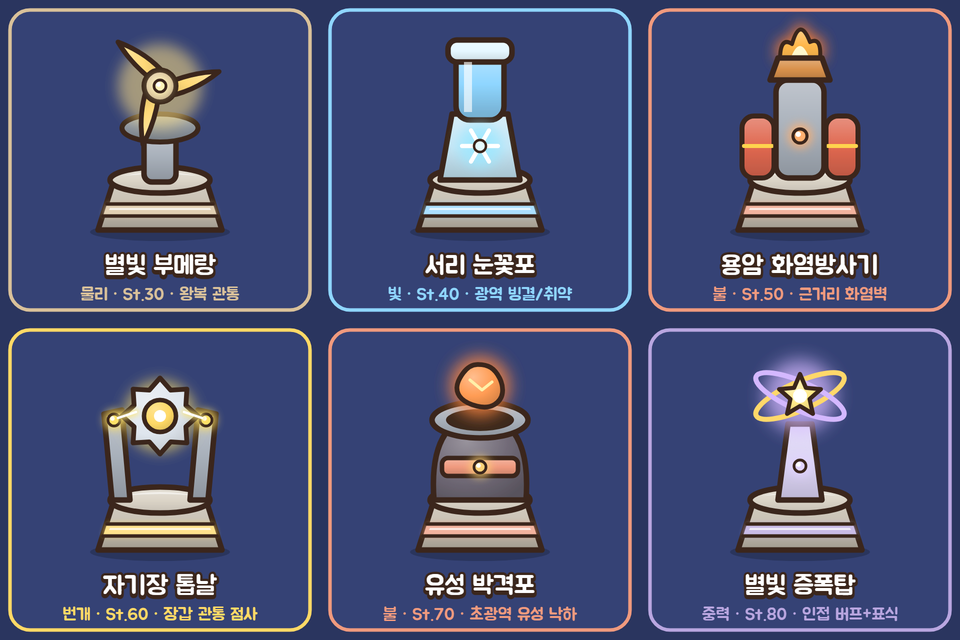 별빛 부메랑
물리 · St.30 · 왕복 관통
서리 눈꽃포
빛 · St.40 · 광역 빙결/취약
용암 화염방사기
불 · St.50 · 근거리 화염벽
자기장 톱날
번개 · St.60 · 장갑 관통 점사
유성 박격포
불 · St.70 · 초광역 유성 낙하
별빛 증폭탑
중력 · St.80 · 인접 버프+표식